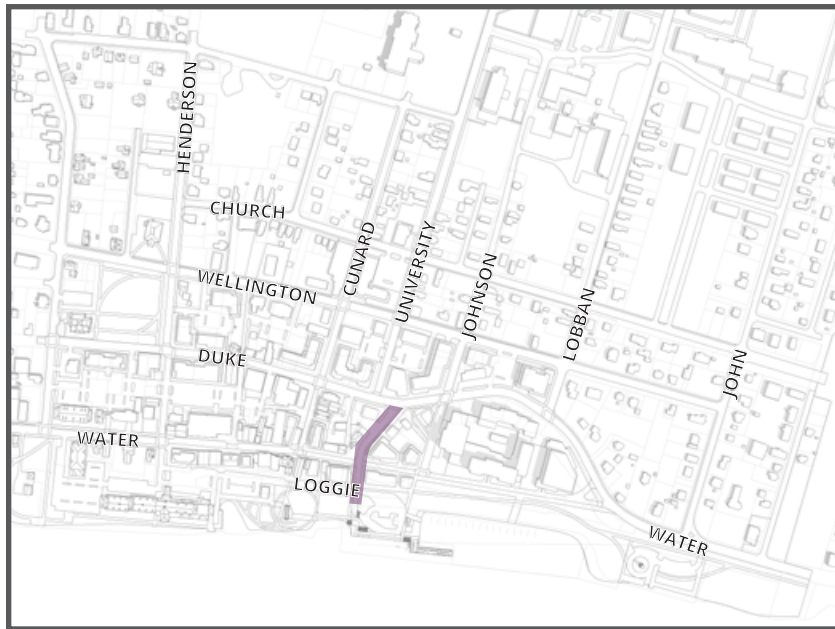 HENDERSON
CHURCH
CUNARD
UNIVERSITY
WELLINGTON
JOHNSON
LOBBAN
DUKE
JOHN
WATER
LOGGIE
WATER